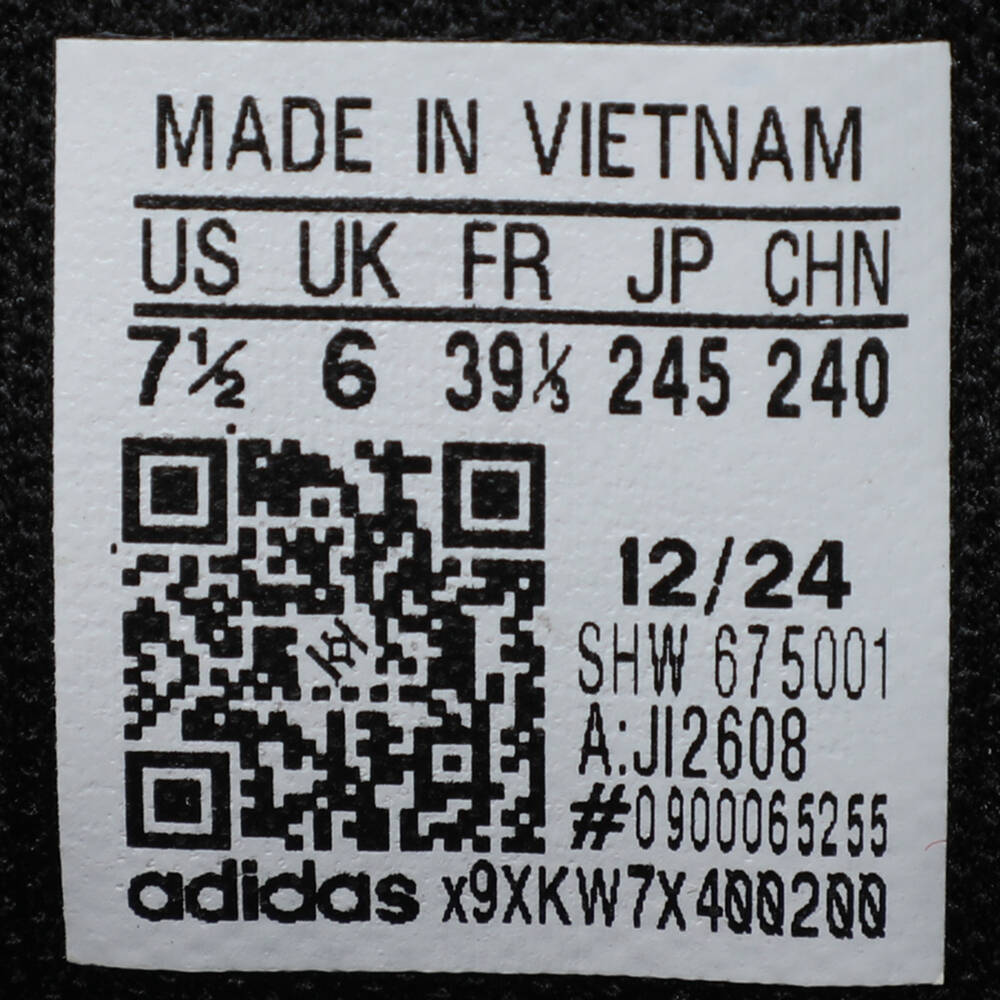 MADE IN VIETNAM
US UK FR JP CHN
7½ 6 39⅓ 245 240
12/24
SHW 675001
A:JI2608
#0900065255
adidas x9XKW7X400200